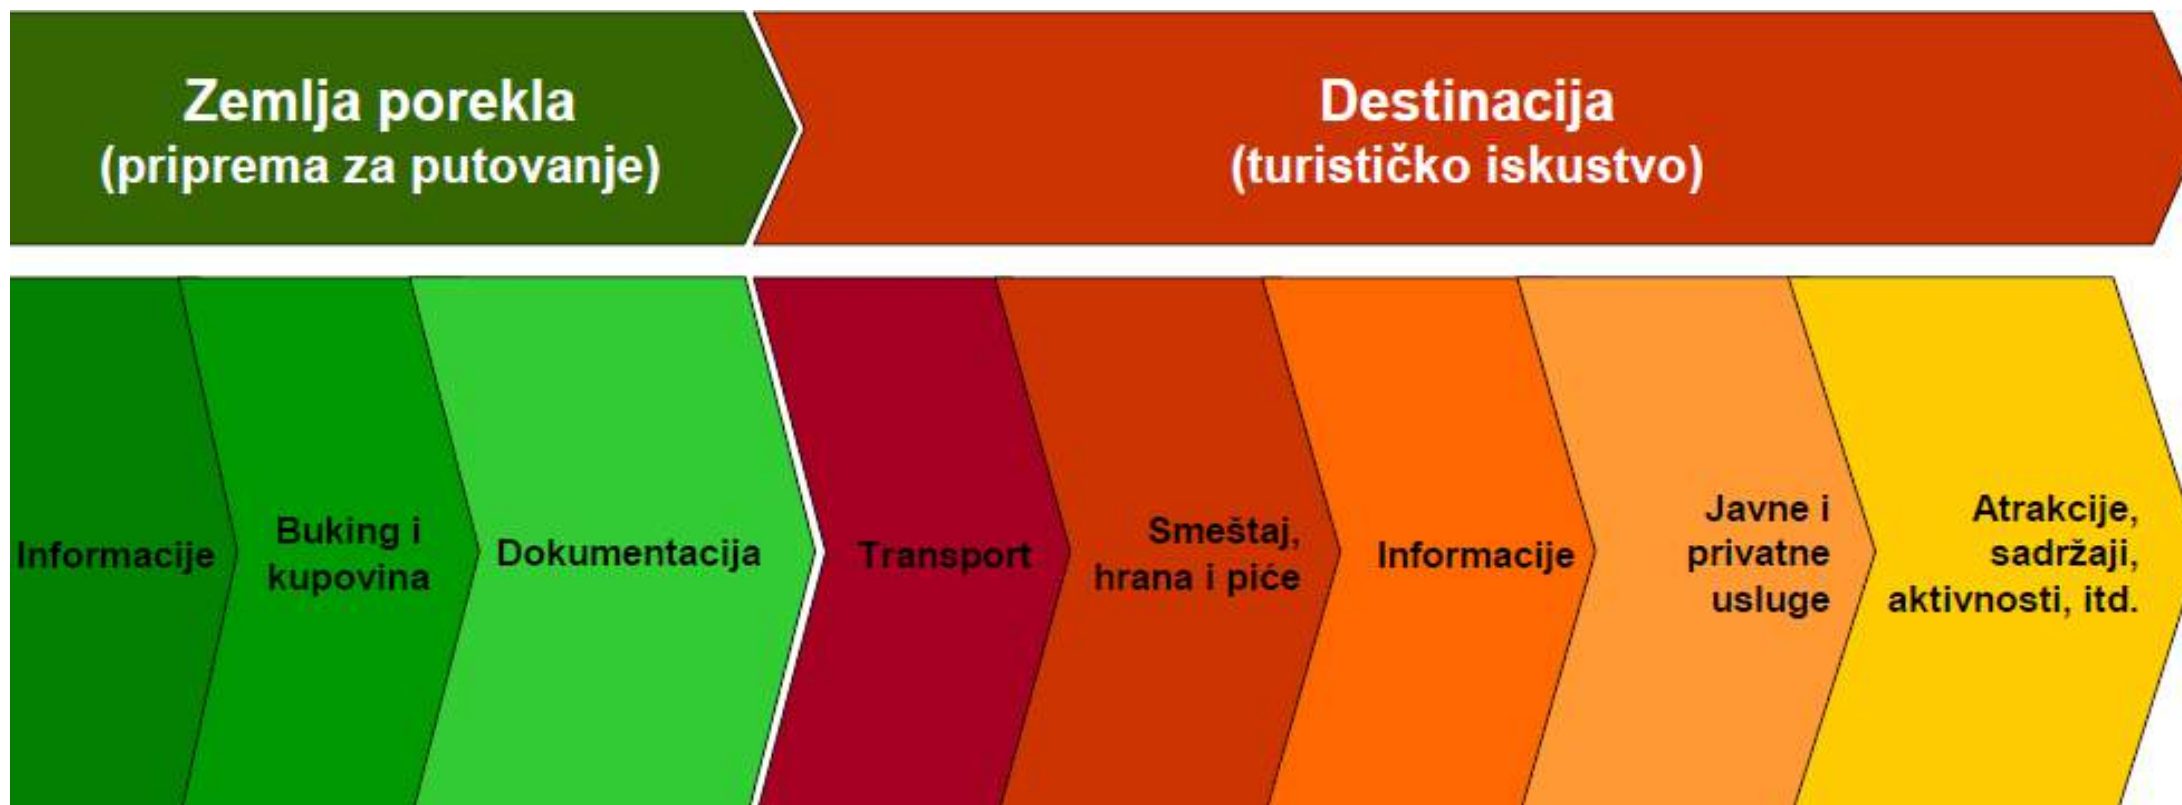 Zemlja porekla
(priprema za putovanje)
Destinacija
(turističko iskustvo)
Informacije
Buking i
kupovina
Dokumentacija
Transport
Smeštaj,
hrana i piće
Informacije
Javne i
privatne
usluge
Atrakcije,
sadržaji,
aktivnosti, itd.